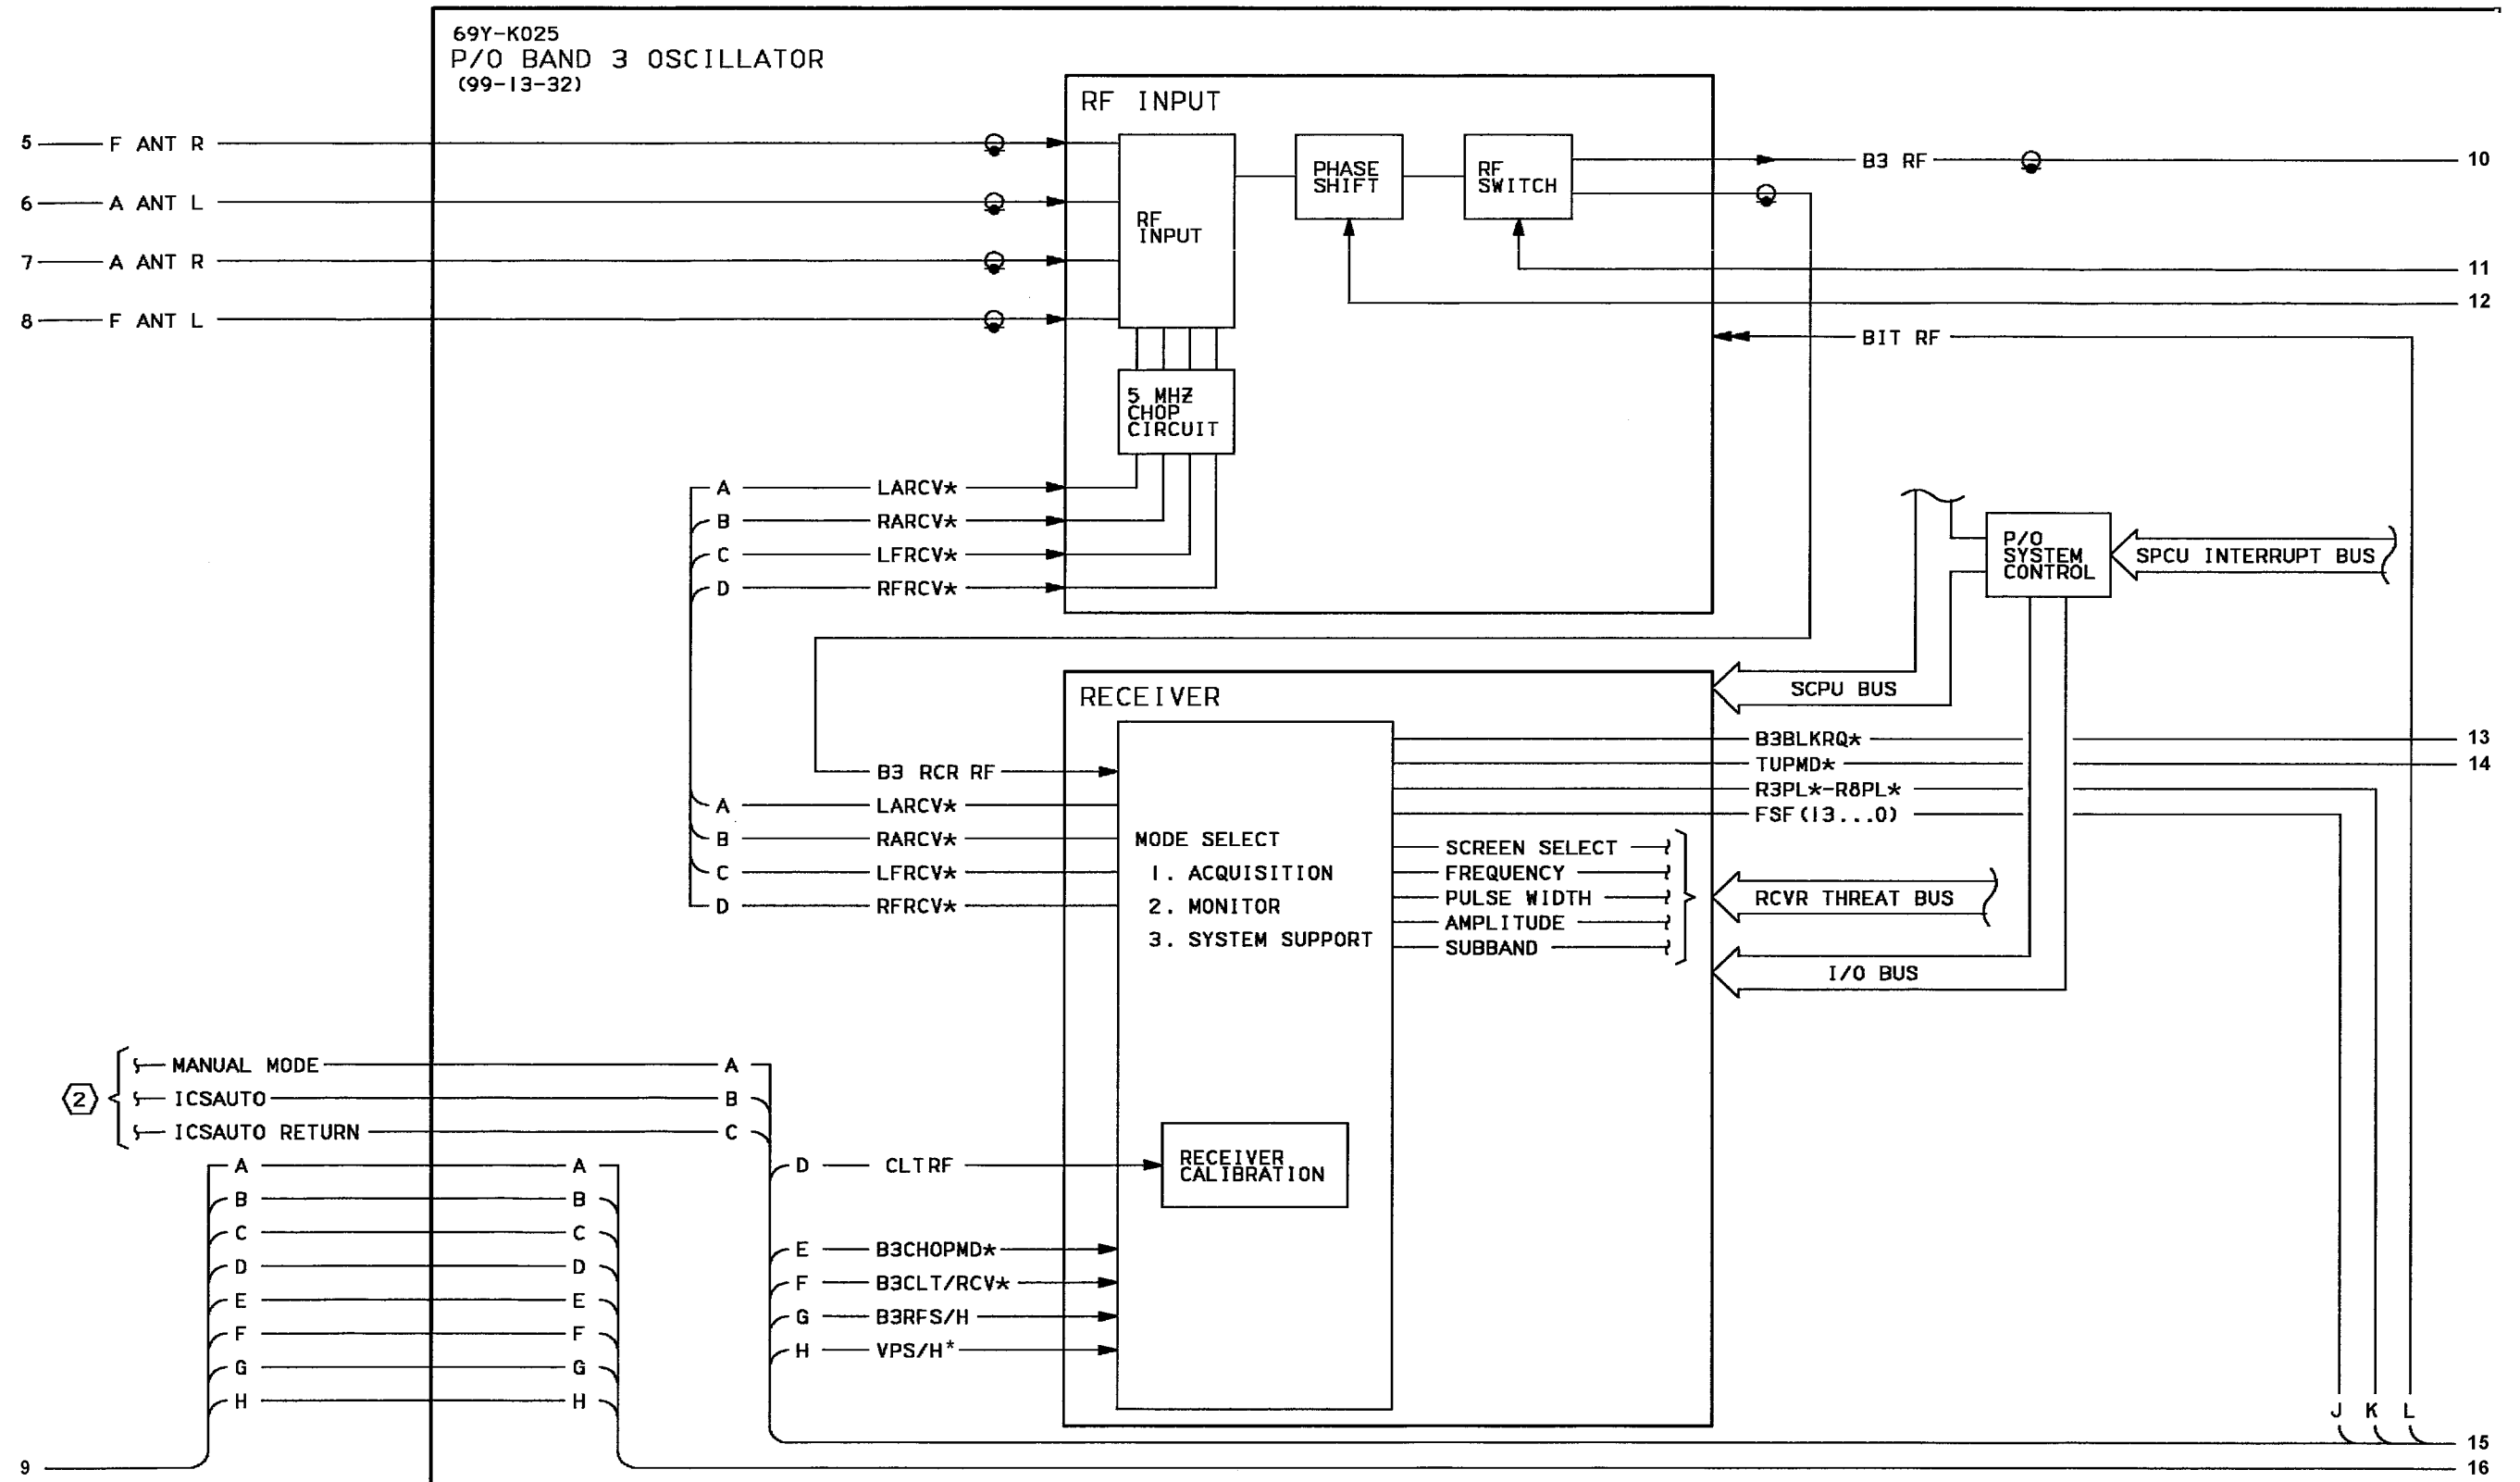 69Y-K025
P/O BAND 3 OSCILLATOR
(99-13-32)
RF INPUT
5 F ANT R
6 A ANT L
7 A ANT R
8 F ANT L
RF
INPUT
PHASE
SHIFT
RF
SWITCH
B3 RF 10
11
12
BIT RF
5 MHZ
CHOP
CIRCUIT
A LARCV*
B RARCV*
C LFRCV*
D RFRCV*
P/O
SYSTEM
CONTROL
SPCU INTERRUPT BUS
RECEIVER
SCPU BUS
B3BLKRQ* 13
TUPMD* 14
R3PL*-R8PL*
FSF(13...0)
B3 RCR RF
A LARCV*
B RARCV*
C LFRCV*
D RFRCV*
MODE SELECT
1. ACQUISITION
2. MONITOR
3. SYSTEM SUPPORT
SCREEN SELECT
FREQUENCY
PULSE WIDTH
AMPLITUDE
SUBBAND
RCVR THREAT BUS
I/O BUS
2
MANUAL MODE A
ICSAUTO B
ICSAUTO RETURN C
A A
B B
C C
D D
E E
F F
G G
H H
D CLTRF
RECEIVER
CALIBRATION
E B3CHOPMD*
F B3CLT/RCV*
G B3RFS/H
H VPS/H*
J K L
15
9
16